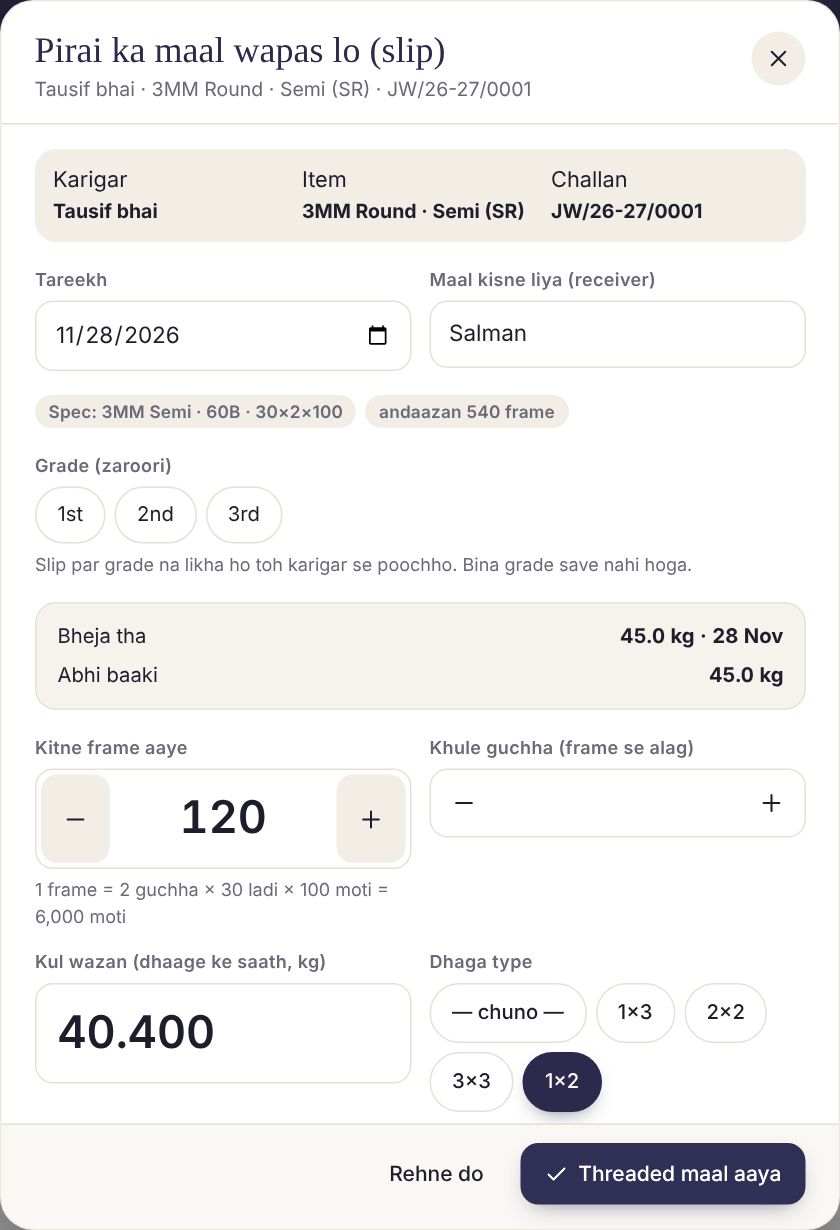 Pirai ka maal wapas lo (slip)
Tausif bhai · 3MM Round · Semi (SR) · JW/26-27/0001
Karigar Item Challan
Tausif bhai 3MM Round · Semi (SR) JW/26-27/0001
Tareekh Maal kisne liya (receiver)
11/28/2026 Salman
Spec: 3MM Semi · 60B · 30×2×100 andaazan 540 frame
Grade (zaroori)
1st 2nd 3rd
Slip par grade na likha ho toh karigar se poochho. Bina grade save nahi hoga.
Bheja tha 45.0 kg · 28 Nov
Abhi baaki 45.0 kg
Kitne frame aaye Khule guchha (frame se alag)
− 120 + − +
1 frame = 2 guchha × 30 ladi × 100 moti =
6,000 moti
Kul wazan (dhaage ke saath, kg) Dhaga type
40.400 — chuno — 1×3 2×2
3×3 1×2
Rehne do ✓ Threaded maal aaya